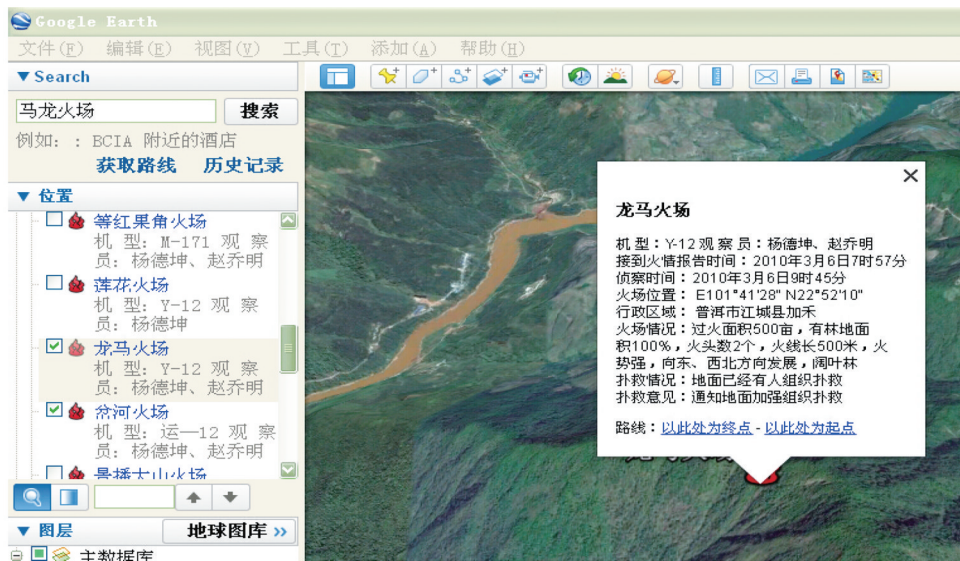 Google Earth
文件(F) 编辑(E) 视图(V) 工具(T) 添加(A) 帮助(H)
Search
马龙火场 搜索
例如: : BCIA 附近的酒店
获取路线 历史记录
位置
等红果角火场
机 型: M-171 观 察
员: 杨德坤、赵乔明
莲花火场
机 型: Y-12 观 察
员: 杨德坤
龙马火场
机 型: Y-12 观 察
员: 杨德坤、赵乔明
岔河火场
机 型: 运—12 观 察
员: 杨德坤、赵乔明
景播大山火场
图层 地球图库 >>
主数据库
龙马火场
机 型：Y-12 观 察 员：杨德坤、赵乔明
接到火情报告时间：2010年3月6日7时57分
侦察时间：2010年3月6日9时45分
火场位置： E101°41'28" N22°52'10"
行政区域： 普洱市江城县加禾
火场情况：过火面积500亩，有林地面
积100%，火头数2个，火线长500米，火
势强，向东、西北方向发展，阔叶林
扑救情况：地面已经有人组织扑救
扑救意见：通知地面加强组织扑救
路线：以此处为终点 - 以此处为起点